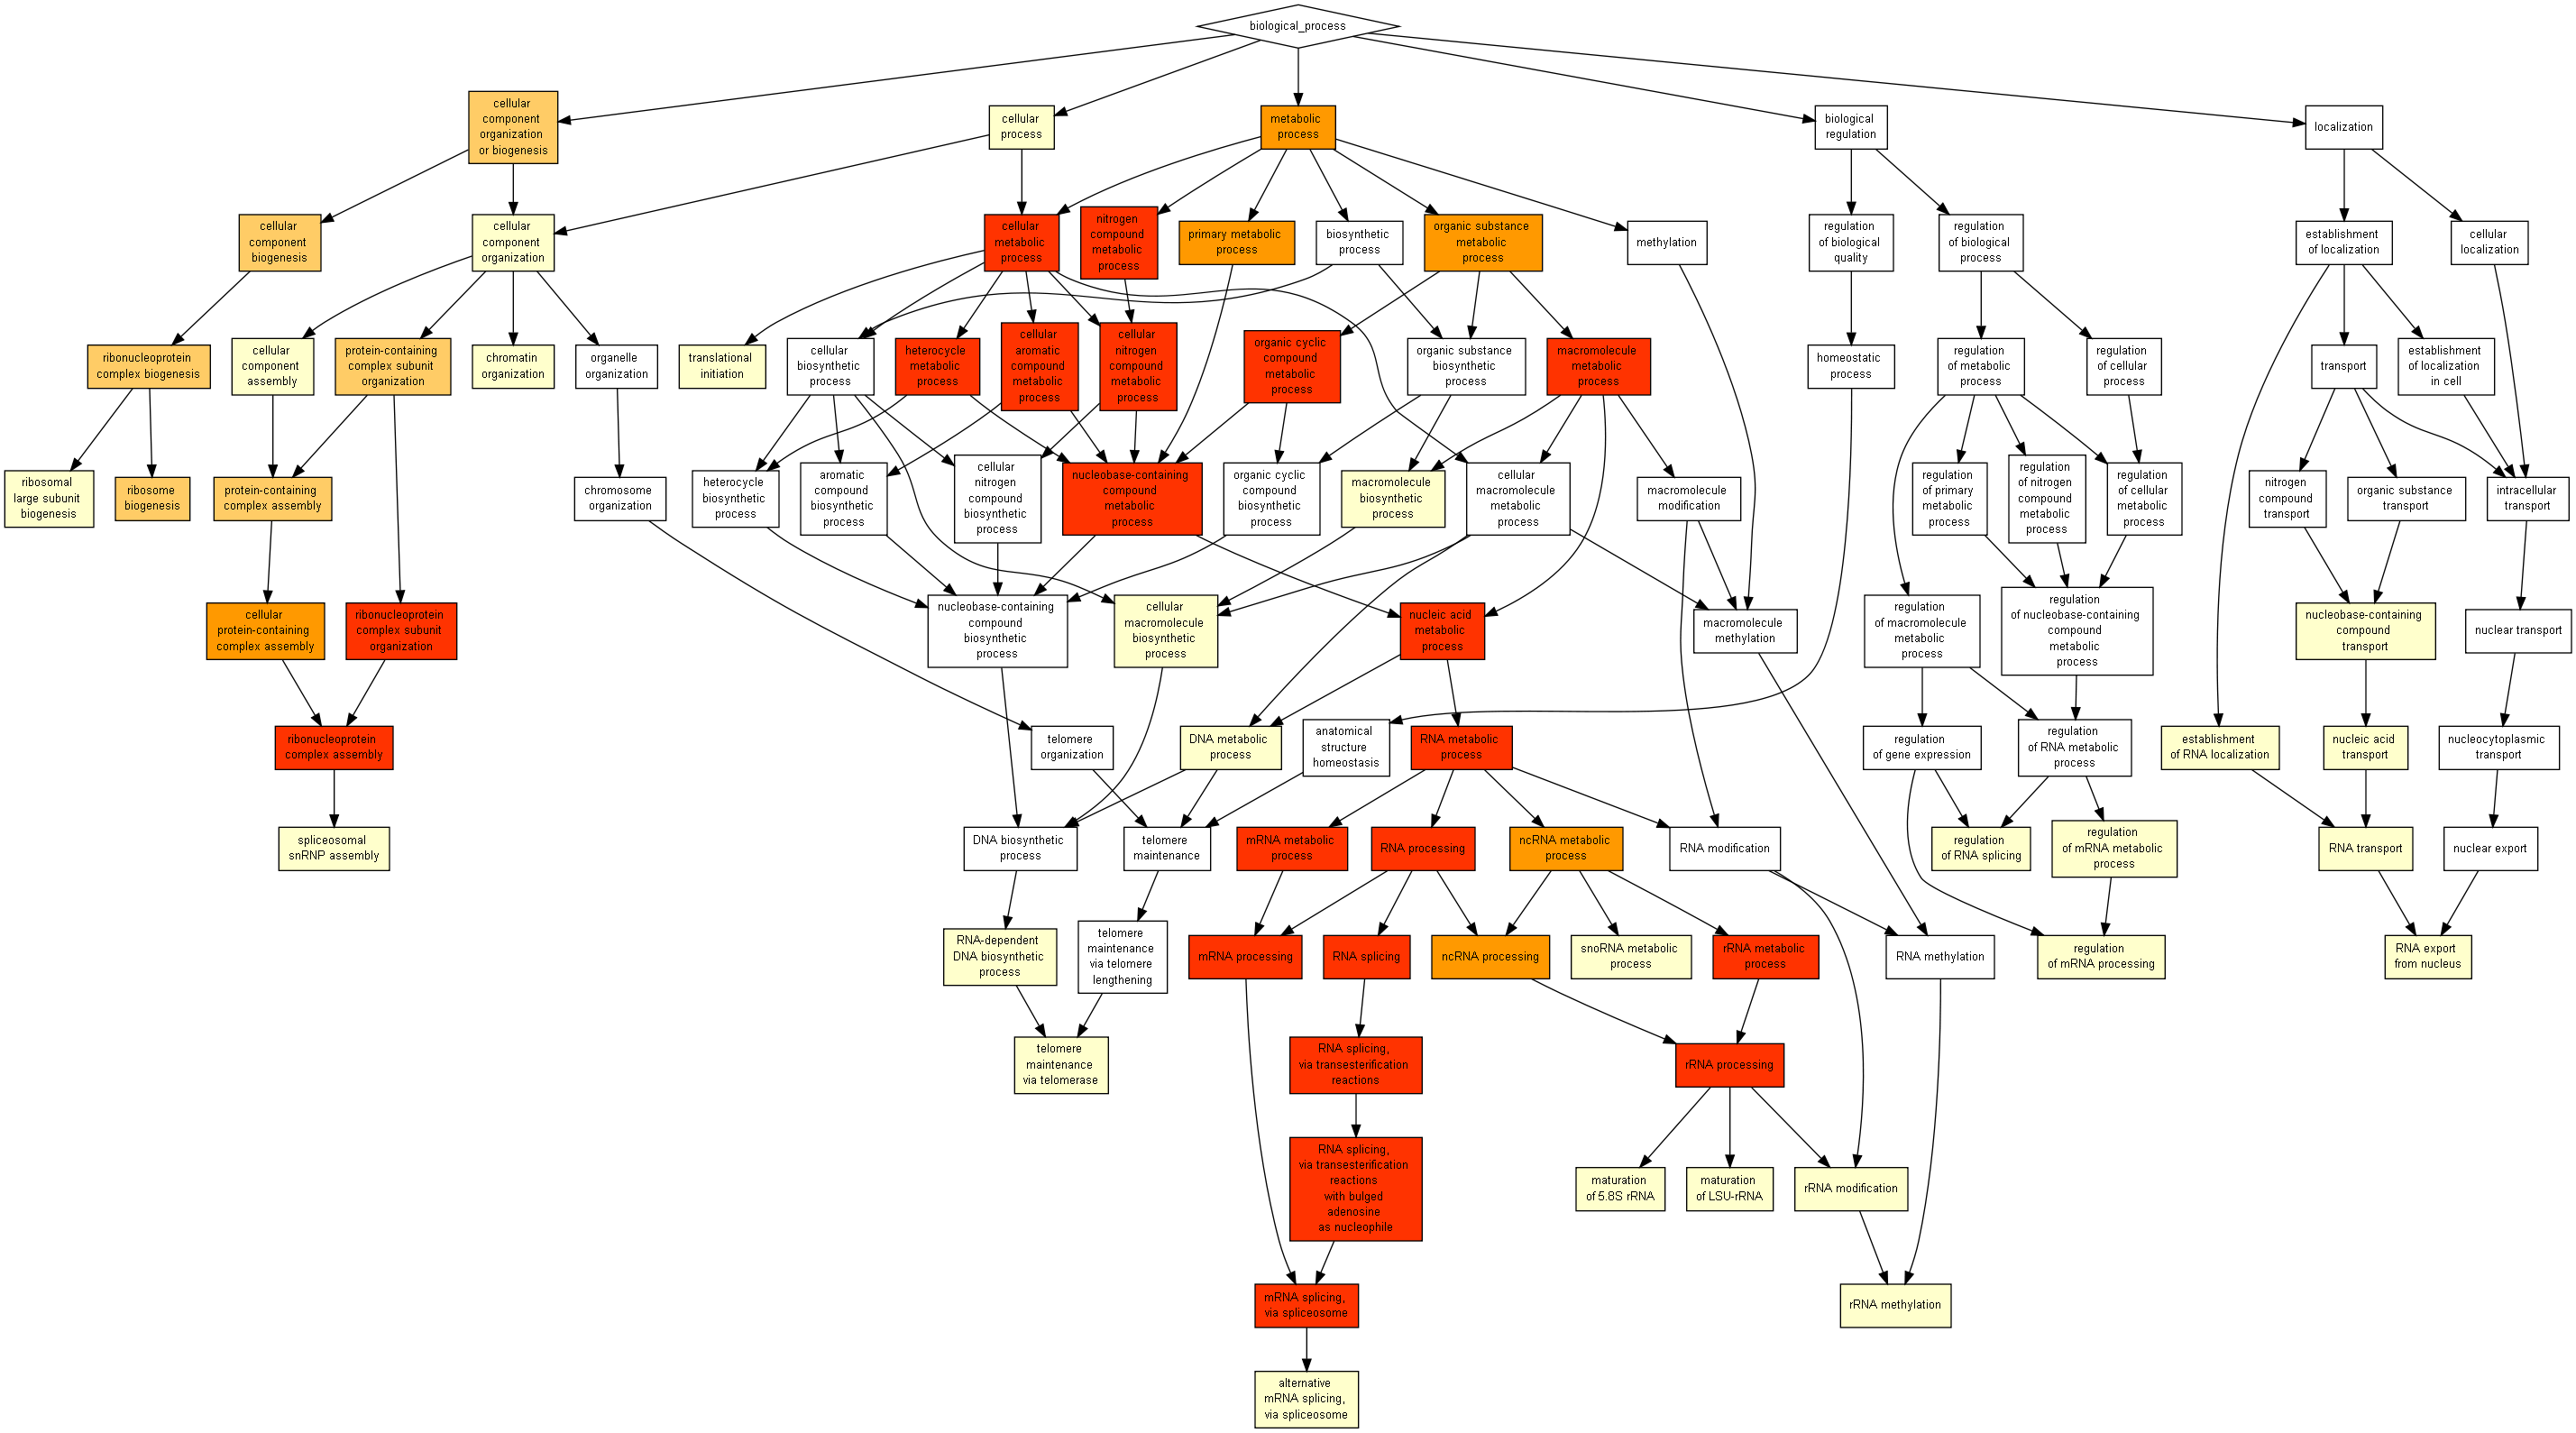 biological_process
cellular
component
organization
or biogenesis
cellular
process
metabolic
process
biological
regulation
localization
cellular
component
biogenesis
cellular
component
organization
cellular
metabolic
process
nitrogen
compound
metabolic
process
primary metabolic
process
biosynthetic
process
organic substance
metabolic
process
methylation
regulation
of biological
quality
regulation
of biological
process
establishment
of localization
cellular
localization
ribonucleoprotein
complex biogenesis
cellular
component
assembly
protein-containing
complex subunit
organization
chromatin
organization
organelle
organization
translational
initiation
cellular
biosynthetic
process
heterocycle
metabolic
process
cellular
aromatic
compound
metabolic
process
cellular
nitrogen
compound
metabolic
process
organic cyclic
compound
metabolic
process
organic substance
biosynthetic
process
macromolecule
metabolic
process
homeostatic
process
regulation
of metabolic
process
regulation
of cellular
process
transport
establishment
of localization
in cell
ribosomal
large subunit
biogenesis
ribosome
biogenesis
protein-containing
complex assembly
chromosome
organization
heterocycle
biosynthetic
process
aromatic
compound
biosynthetic
process
cellular
nitrogen
compound
biosynthetic
process
nucleobase-containing
compound
metabolic
process
organic cyclic
compound
biosynthetic
process
macromolecule
biosynthetic
process
cellular
macromolecule
metabolic
process
macromolecule
modification
regulation
of primary
metabolic
process
regulation
of nitrogen
compound
metabolic
process
regulation
of cellular
metabolic
process
nitrogen
compound
transport
organic substance
transport
intracellular
transport
cellular
protein-containing
complex assembly
ribonucleoprotein
complex subunit
organization
nucleobase-containing
compound
biosynthetic
process
cellular
macromolecule
biosynthetic
process
nucleic acid
metabolic
process
macromolecule
methylation
regulation
of macromolecule
metabolic
process
regulation
of nucleobase-containing
compound
metabolic
process
nucleobase-containing
compound
transport
nuclear transport
ribonucleoprotein
complex assembly
telomere
organization
DNA metabolic
process
anatomical
structure
homeostasis
RNA metabolic
process
regulation
of gene expression
regulation
of RNA metabolic
process
establishment
of RNA localization
nucleic acid
transport
nucleocytoplasmic
transport
spliceosomal
snRNP assembly
DNA biosynthetic
process
telomere
maintenance
mRNA metabolic
process
RNA processing
ncRNA metabolic
process
RNA modification
regulation
of RNA splicing
regulation
of mRNA metabolic
process
RNA transport
nuclear export
RNA-dependent
DNA biosynthetic
process
telomere
maintenance
via telomere
lengthening
mRNA processing
RNA splicing
ncRNA processing
snoRNA metabolic
process
rRNA metabolic
process
RNA methylation
regulation
of mRNA processing
RNA export
from nucleus
telomere
maintenance
via telomerase
RNA splicing,
via transesterification
reactions
rRNA processing
RNA splicing,
via transesterification
reactions
with bulged
adenosine
as nucleophile
maturation
of 5.8S rRNA
maturation
of LSU-rRNA
rRNA modification
mRNA splicing,
via spliceosome
rRNA methylation
alternative
mRNA splicing,
via spliceosome